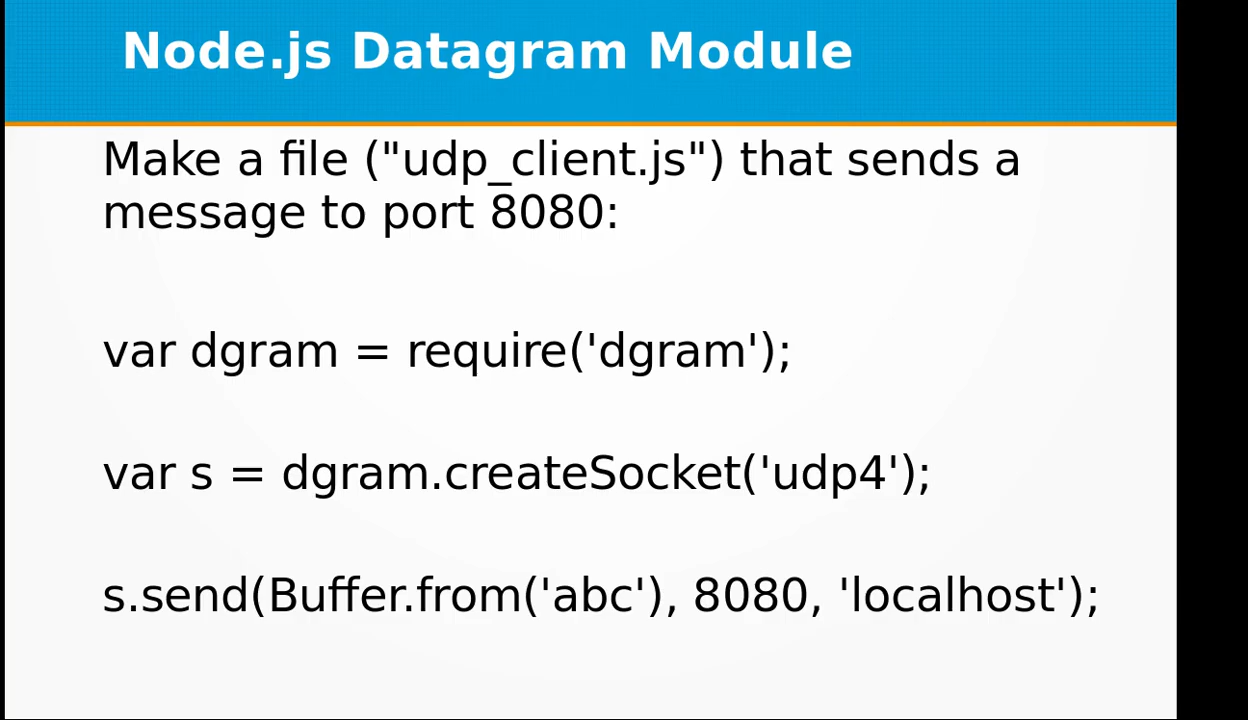 Node.js Datagram Module
Make a file ("udp_client.js") that sends a
message to port 8080:
var dgram = require('dgram');
var s = dgram.createSocket('udp4');
s.send(Buffer.from('abc'), 8080, 'localhost');